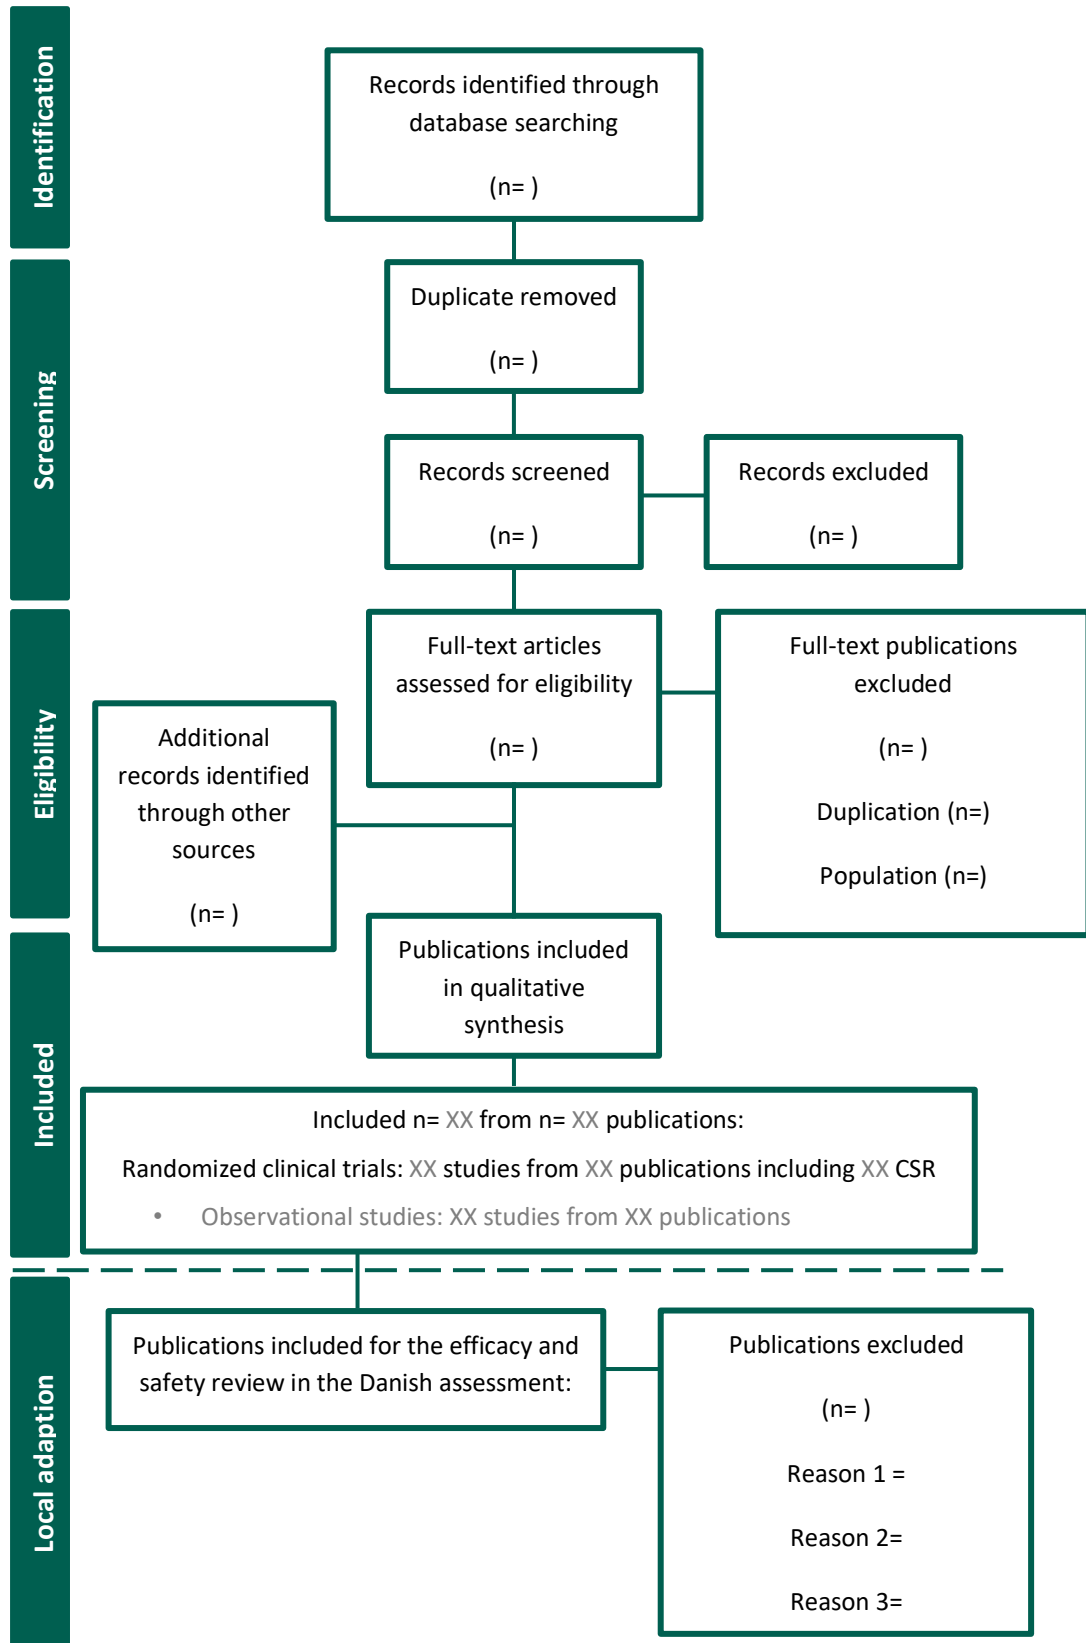 Identification
Records identified through
database searching
(n= )
Screening
Duplicate removed
(n= )
Records screened
(n= )
Records excluded
(n= )
Eligibility
Full-text articles
assessed for eligibility
(n= )
Full-text publications
excluded
(n= )
Duplication (n=)
Population (n=)
Additional
records identified
through other
sources
(n= )
Included
Publications included
in qualitative
synthesis
Included n= XX from n= XX publications:
Randomized clinical trials: XX studies from XX publications including XX CSR
• Observational studies: XX studies from XX publications
Local adaption
Publications included for the efficacy and
safety review in the Danish assessment:
Publications excluded
(n= )
Reason 1 =
Reason 2=
Reason 3=